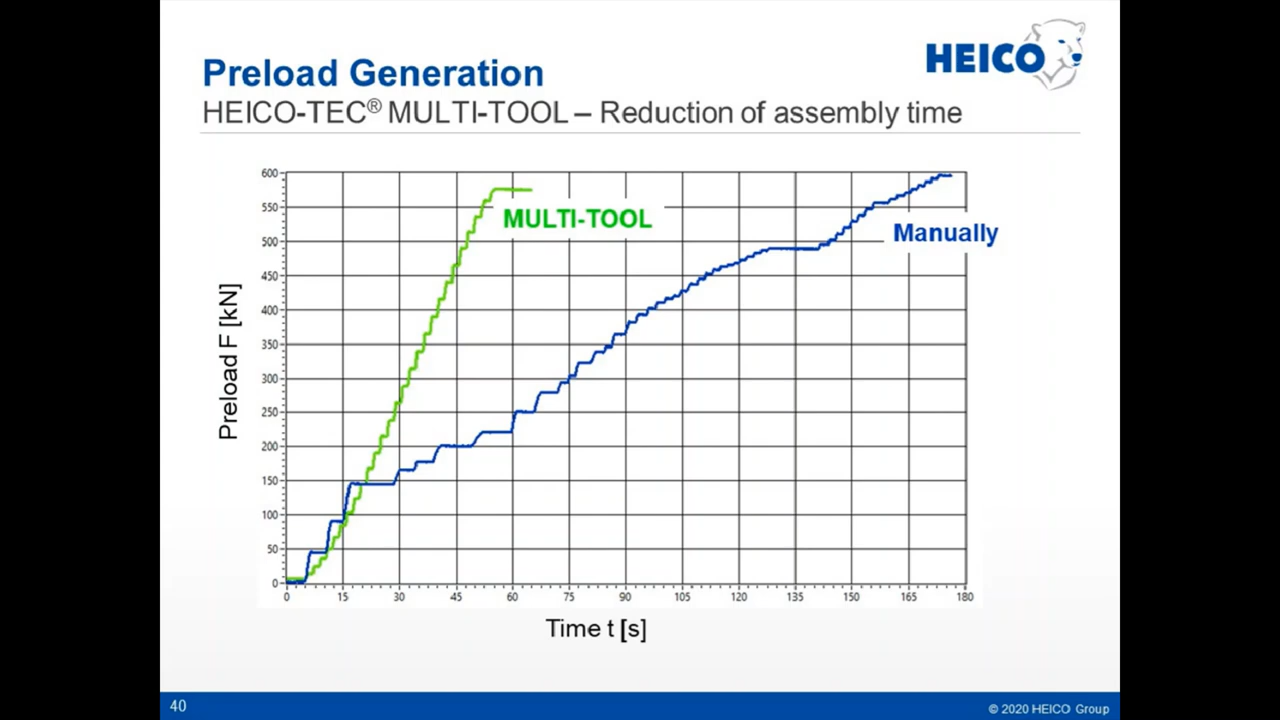 Preload Generation
HEICO
HEICO-TEC® MULTI-TOOL – Reduction of assembly time
600
550
500
450
400
350
300
250
200
150
100
50
0
MULTI-TOOL
Manually
Preload F [kN]
0 15 30 45 60 75 90 105 120 135 150 165 180
Time t [s]
40
© 2020 HEICO Group